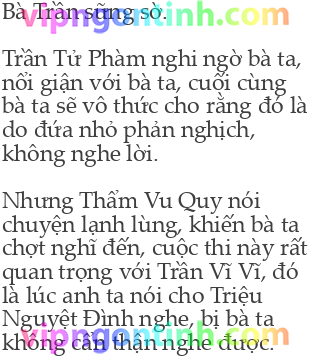 Bà Trần sững sờ.
Trần Tử Phàm nghi ngờ bà ta,
nổi giận với bà ta, cuối cùng
bà ta sẽ vô thức cho rằng đó là
do đứa nhỏ phản nghịch,
không nghe lời.
Nhưng Thẩm Vu Quy nói
chuyện lạnh lùng, khiến bà ta
chợt nghĩ đến, cuộc thi này rất
quan trọng với Trần Vĩ Vĩ, đó
là lúc anh ta nói cho Triệu
Nguyệt Đình nghe, bị bà ta
không cẩn thận nghe được.
vipngontinh.com
vipngontinh.com